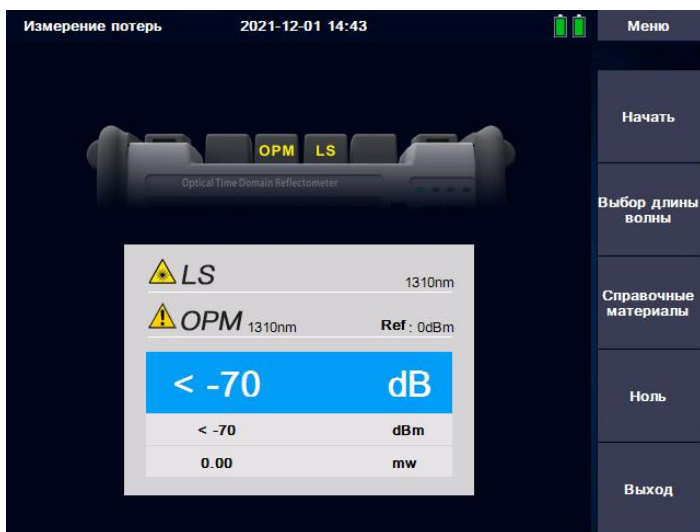 Измерение потерь 2021-12-01 14:43
Меню
OPM LS
Optical Time Domain Reflectometer
LS 1310nm
OPM 1310nm Ref : 0dBm
< -70 dB
< -70 dBm
0.00 mw
Начать
Выбор длины
волны
Справочные
материалы
Ноль
Выход